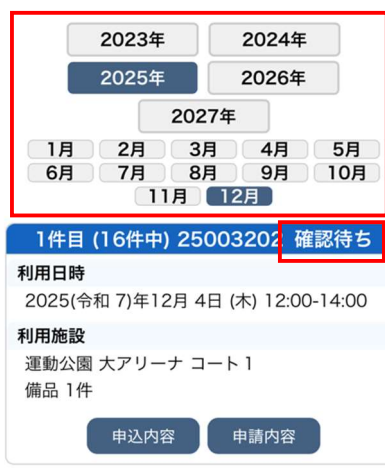 2023年 2024年
2025年 2026年
2027年
1月 2月 3月 4月 5月
6月 7月 8月 9月 10月
11月 12月
1件目 (16件中) 25003202 確認待ち
利用日時
2025(令和 7)年12月 4日 (木) 12:00-14:00
利用施設
運動公園 大アリーナ コート1
備品 1件
申込内容 申請内容